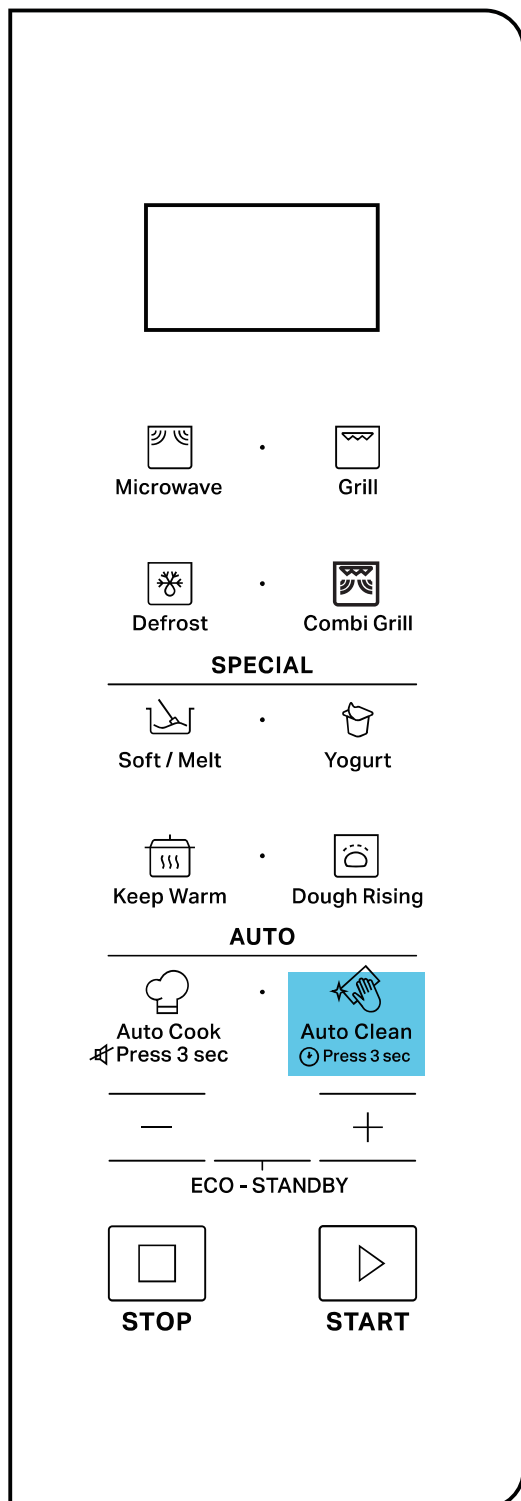 Microwave
Grill
Defrost
Combi Grill
SPECIAL
Soft / Melt
Yogurt
Keep Warm
Dough Rising
AUTO
Auto Cook
Press 3 sec
Auto Clean
Press 3 sec
ECO - STANDBY
STOP
START